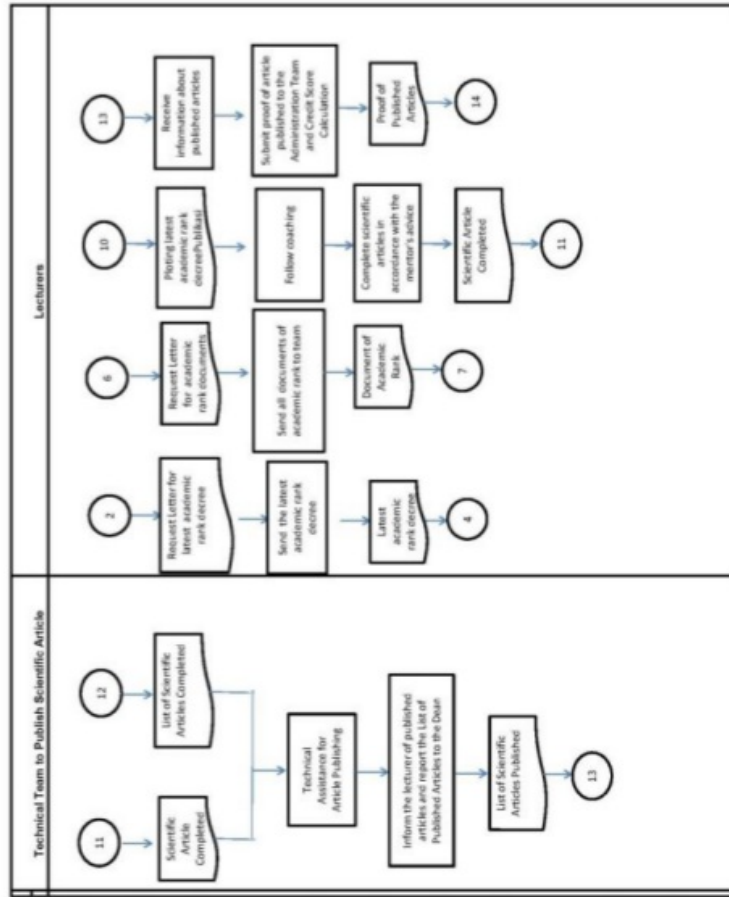 Technical Team to Publish Scientific Article
11
Scientific
Article
Completed
12
List of Scientific
Articles Completed
Technical
Assistance for
Article Publishing
Inform the lecturer of published
articles and report the List of
Published Articles to the Dean
List of Scientific
Articles Published
13
Lecturers
2
Request Letter for
latest academic
rank decree
Send the latest
academic rank
decree
Latest
academic
rank decree
4
6
Request Letter
for academic
rank documents
Send all documents of
academic rank to team
Document of
Academic
Rank
7
10
Ploting latest
academic rank
decreePublikasi
Follow coaching
Complete scientific
articles in
accordance with the
mentor's advice
Scientific Article
Completed
11
13
Receive
information about
published articles
Submit proof of article
published to the
Administration Team
and Credit Score
Calculation
Proof of
Published
Articles
14